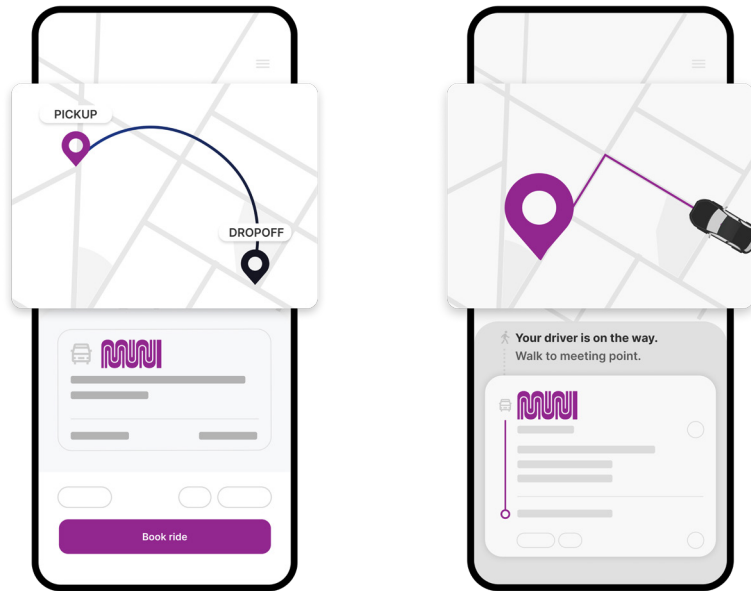 PICKUP
DROPOFF
MUNI
Book ride
Your driver is on the way.
Walk to meeting point.
MUNI